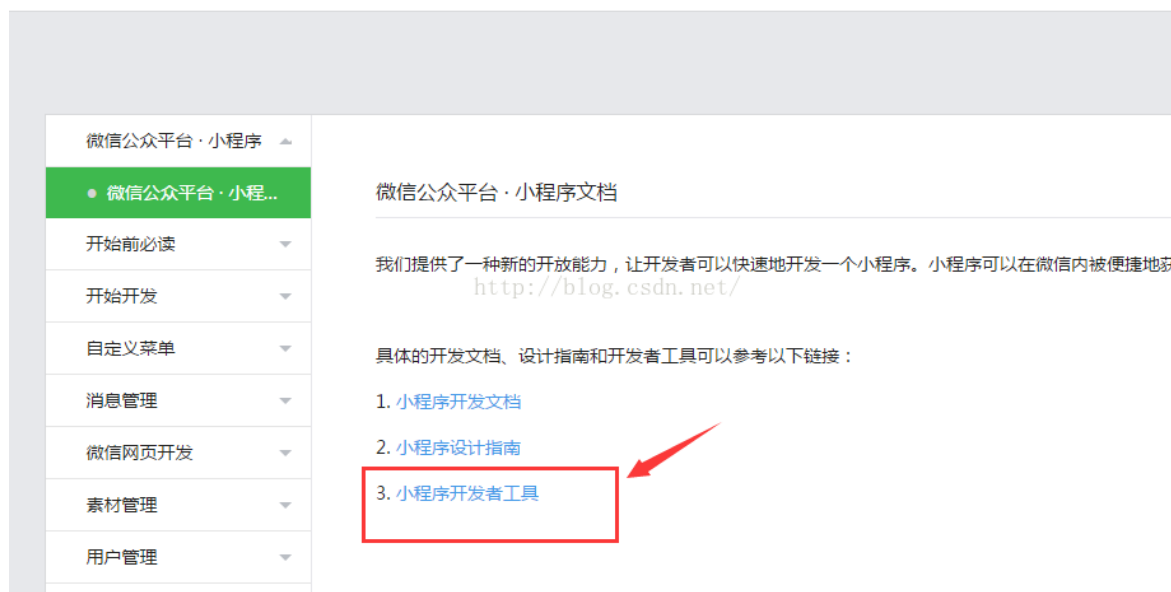 微信公众平台 · 小程序
微信公众平台 · 小程...
开始前必读
开始开发
自定义菜单
消息管理
微信网页开发
素材管理
用户管理
微信公众平台 · 小程序文档
我们提供了一种新的开放能力，让开发者可以快速地开发一个小程序。小程序可以在微信内被便捷地获
http://blog.csdn.net/
具体的开发文档、设计指南和开发者工具可以参考以下链接：
1. 小程序开发文档
2. 小程序设计指南
3. 小程序开发者工具